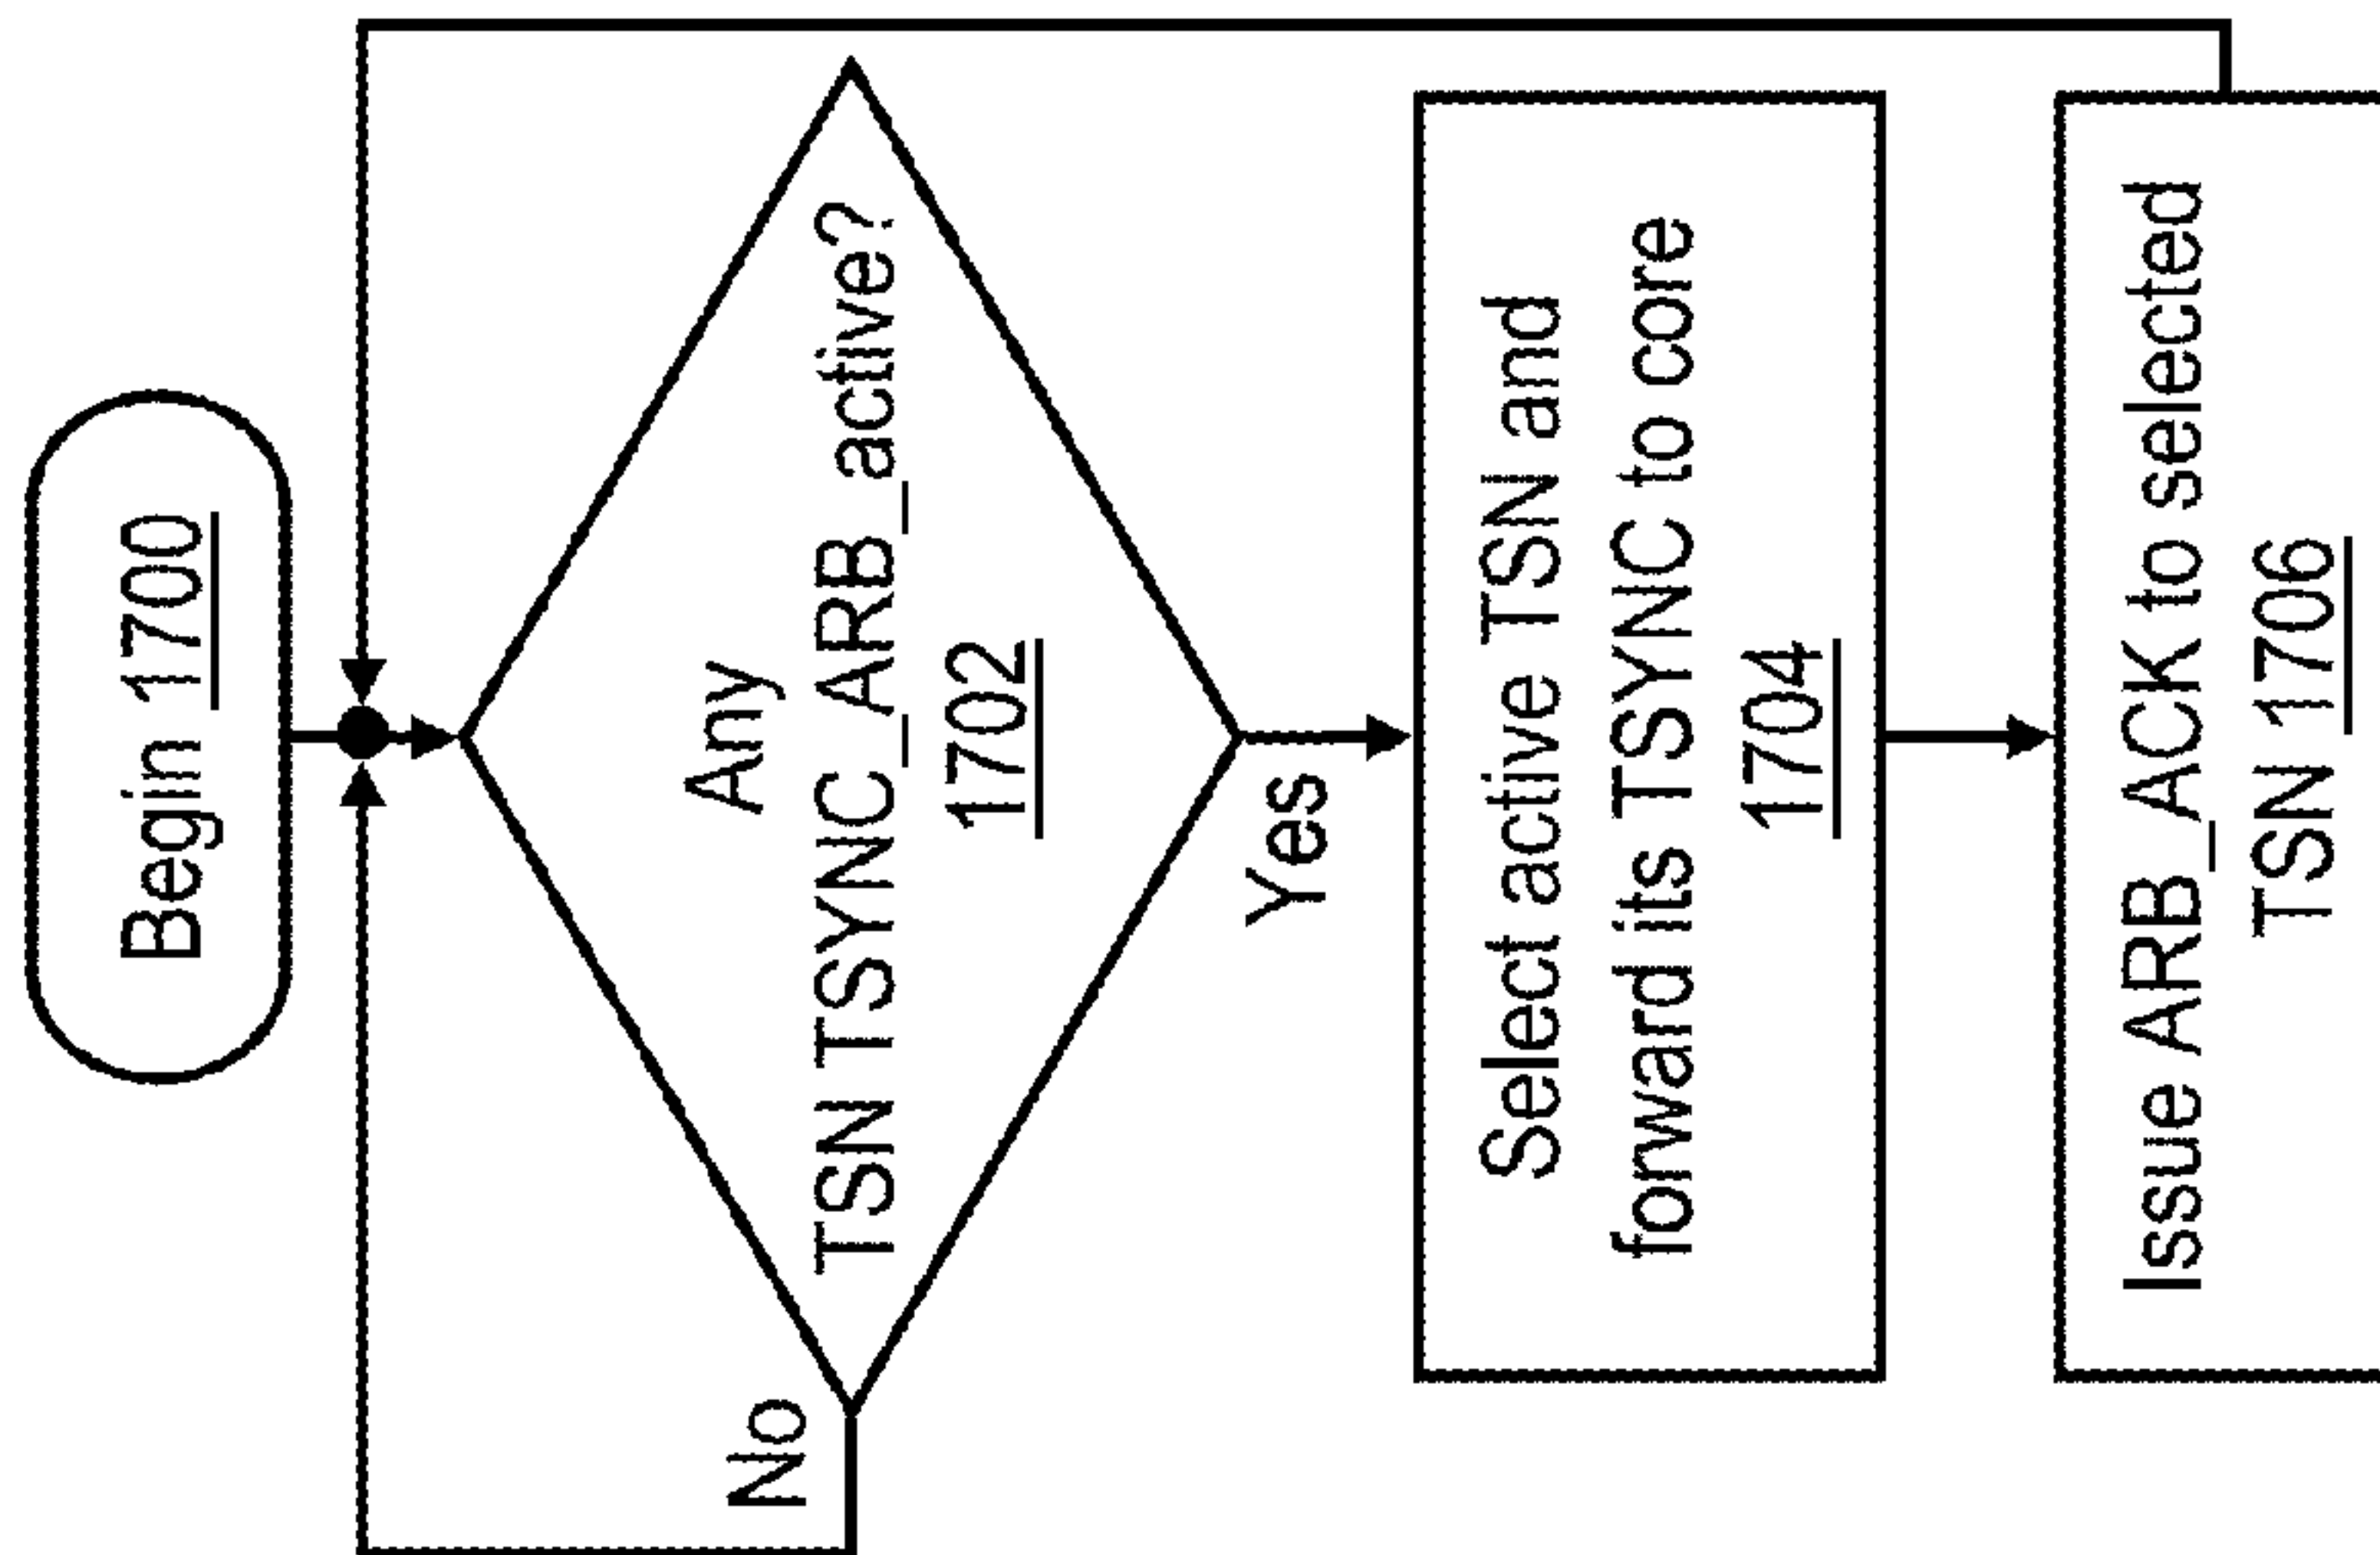 Begin 1700
Any
TSN TSYNC_ARB_active?
1702
No
Yes
Select active TSN and
forward its TSYNC to core
1704
Issue ARB_ACK to selected
TSN 1706